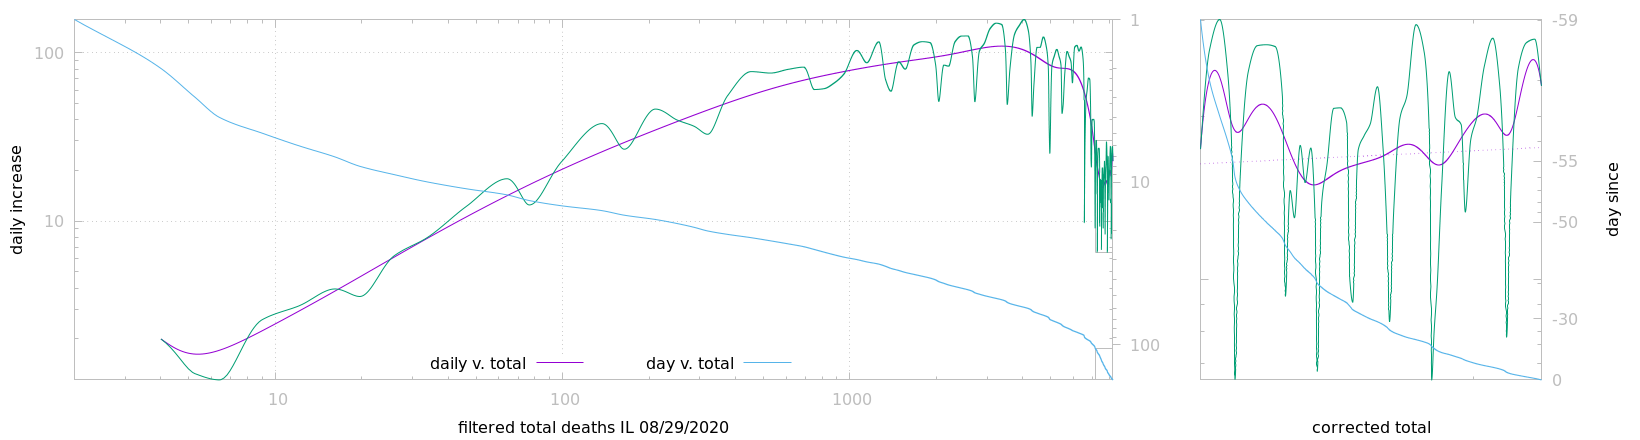 100
10
daily increase
daily v. total
day v. total
10
100
1000
filtered total deaths IL 08/29/2020
1
10
100
-59
-55
-50
-30
0
day since
corrected total